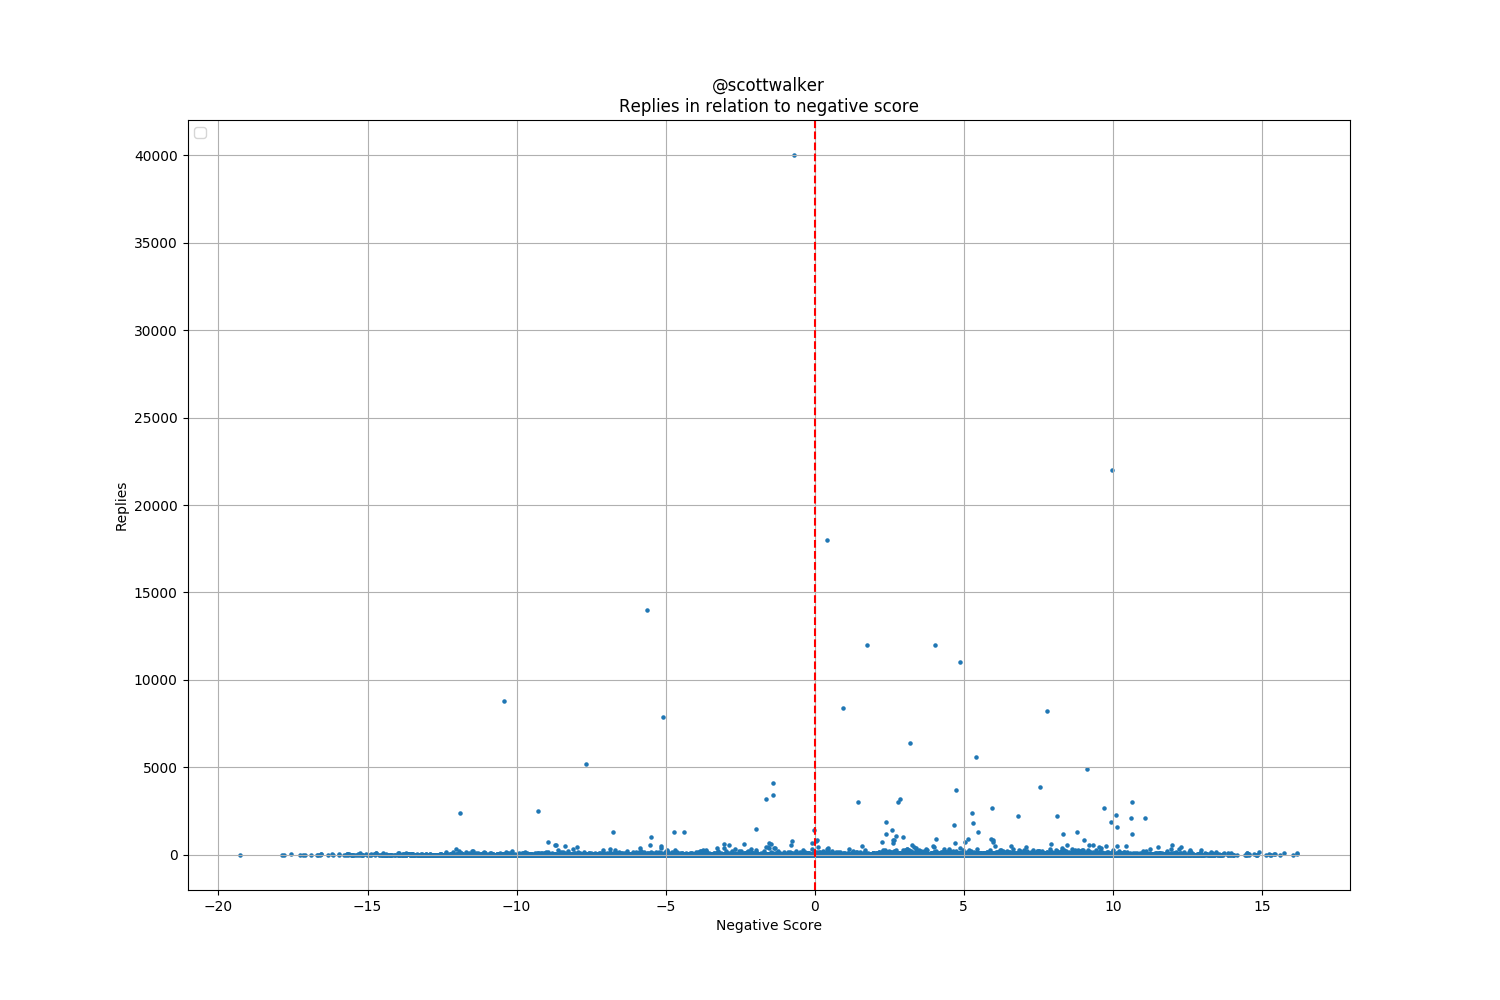 @scottwalker
Replies in relation to negative score
40000
35000
30000
25000
20000
15000
10000
5000
0
Replies
−20 −15 −10 −5 0 5 10 15
Negative Score